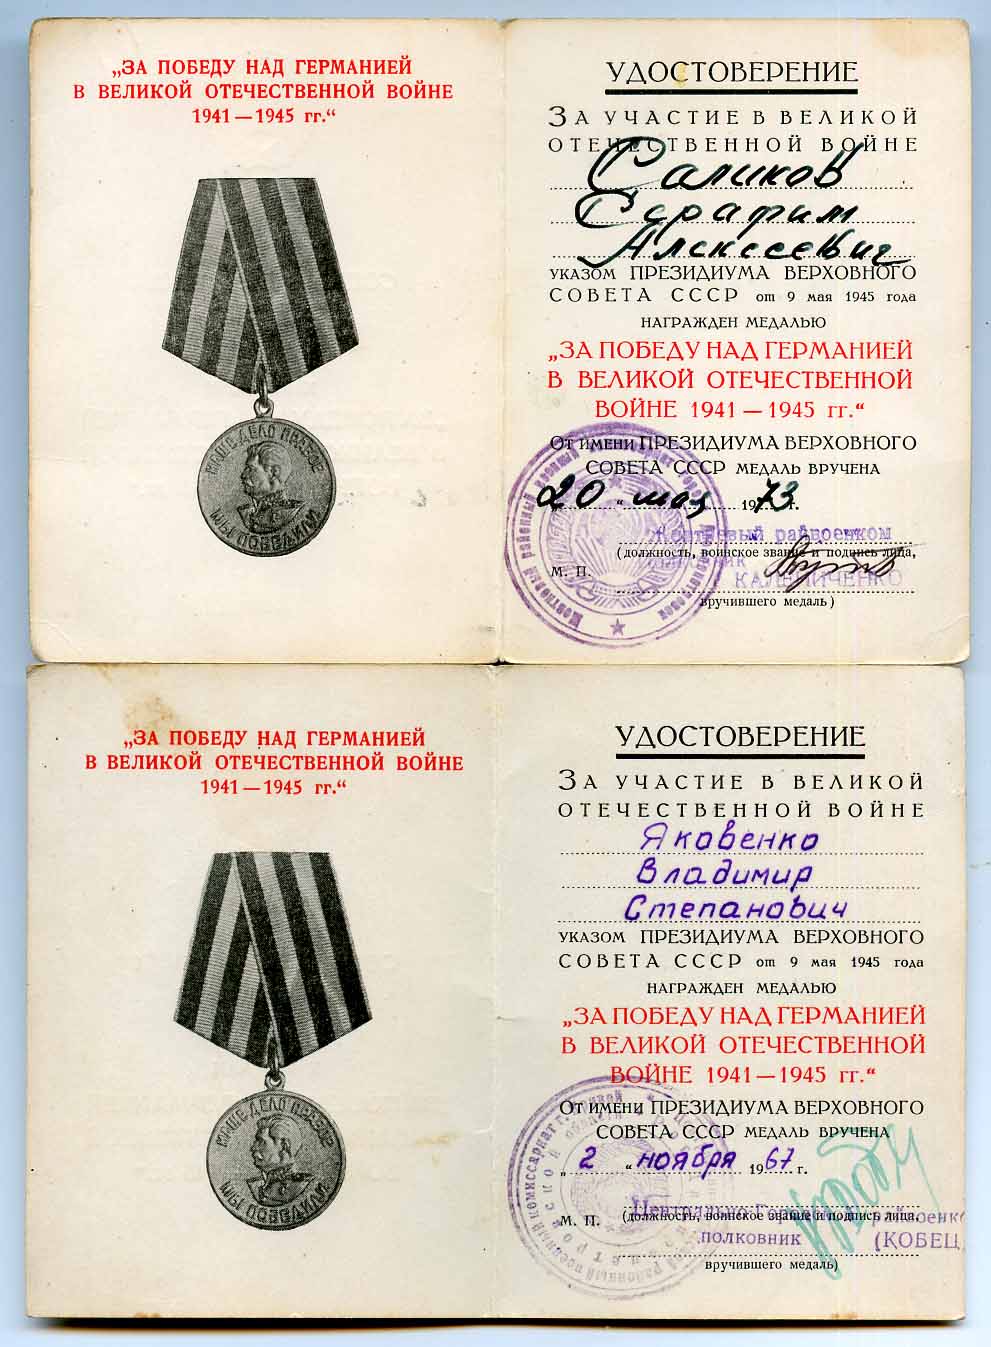 „ЗА ПОБЕДУ НАД ГЕРМАНИЕЙ
В ВЕЛИКОЙ ОТЕЧЕСТВЕННОЙ ВОЙНЕ
1941 — 1945 гг.“
НАШЕ ДЕЛО ПРАВОЕ
МЫ ПОБЕДИЛИ
УДОСТОВЕРЕНИЕ
ЗА УЧАСТИЕ В ВЕЛИКОЙ
ОТЕЧЕСТВЕННОЙ ВОЙНЕ
Саликов
Серафим
Алексеевич
УКАЗОМ ПРЕЗИДИУМА ВЕРХОВНОГО
СОВЕТА СССР от 9 мая 1945 года
НАГРАЖДЕН МЕДАЛЬЮ
„ЗА ПОБЕДУ НАД ГЕРМАНИЕЙ
В ВЕЛИКОЙ ОТЕЧЕСТВЕННОЙ
ВОЙНЕ 1941 — 1945 гг.“
ОТ ИМЕНИ ПРЕЗИДИУМА ВЕРХОВНОГО
СОВЕТА СССР МЕДАЛЬ ВРУЧЕНА
„20“ мая 1973 г.
райвоенком
(должность, воинское звание и подпись лица,
М. П.
КАЛЕНИЧЕНКО
вручившего медаль)
„ЗА ПОБЕДУ НАД ГЕРМАНИЕЙ
В ВЕЛИКОЙ ОТЕЧЕСТВЕННОЙ ВОЙНЕ
1941 — 1945 гг.“
НАШЕ ДЕЛО ПРАВОЕ
МЫ ПОБЕДИЛИ
УДОСТОВЕРЕНИЕ
ЗА УЧАСТИЕ В ВЕЛИКОЙ
ОТЕЧЕСТВЕННОЙ ВОЙНЕ
Яковенко
Владимир
Степанович
УКАЗОМ ПРЕЗИДИУМА ВЕРХОВНОГО
СОВЕТА СССР от 9 мая 1945 года
НАГРАЖДЕН МЕДАЛЬЮ
„ЗА ПОБЕДУ НАД ГЕРМАНИЕЙ
В ВЕЛИКОЙ ОТЕЧЕСТВЕННОЙ
ВОЙНЕ 1941 — 1945 гг.“
ОТ ИМЕНИ ПРЕЗИДИУМА ВЕРХОВНОГО
СОВЕТА СССР МЕДАЛЬ ВРУЧЕНА
„2“ ноября 1967 г.
М. П. (должность, воинское звание и подпись лица,
полковник (КОБЕЦ
вручившего медаль)